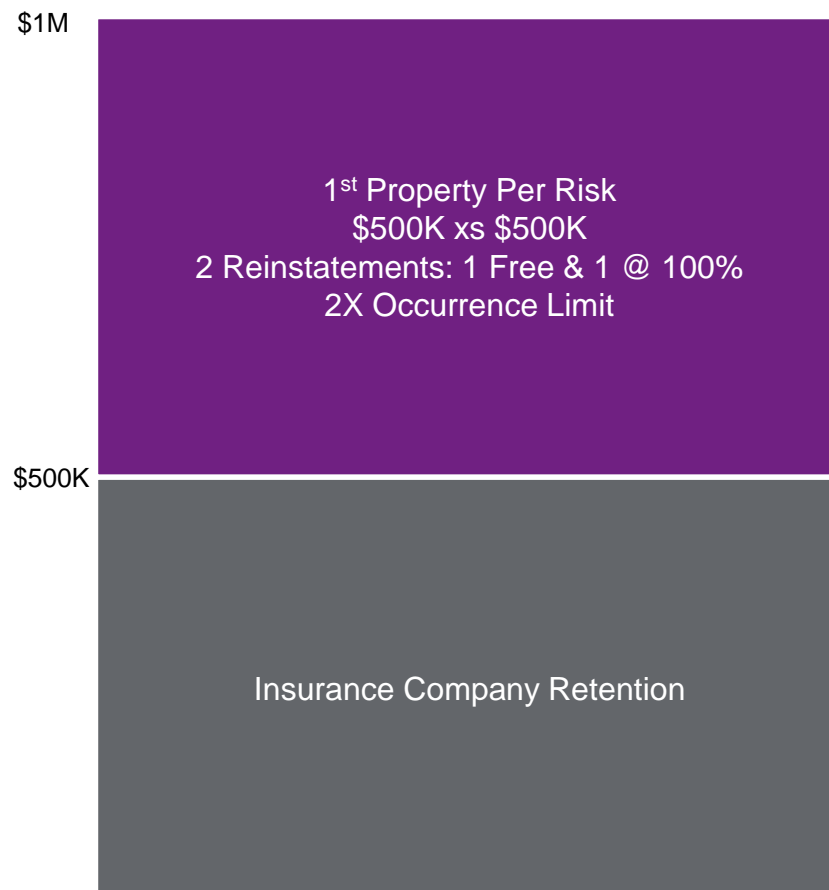 $1M
1st Property Per Risk
$500K xs $500K
2 Reinstatements: 1 Free & 1 @ 100%
2X Occurrence Limit
$500K
Insurance Company Retention